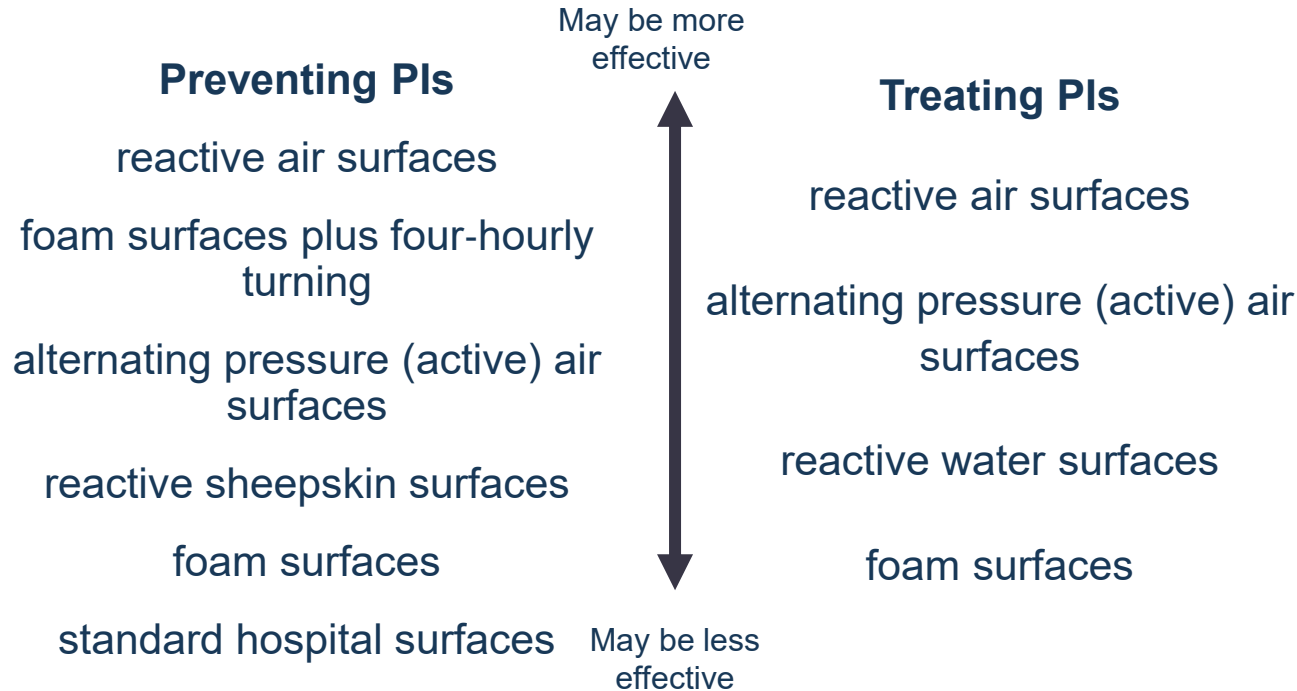 May be more
effective
Preventing PIs
reactive air surfaces
foam surfaces plus four-hourly
turning
alternating pressure (active) air
surfaces
reactive sheepskin surfaces
foam surfaces
standard hospital surfaces
Treating PIs
reactive air surfaces
alternating pressure (active) air
surfaces
reactive water surfaces
foam surfaces
May be less
effective